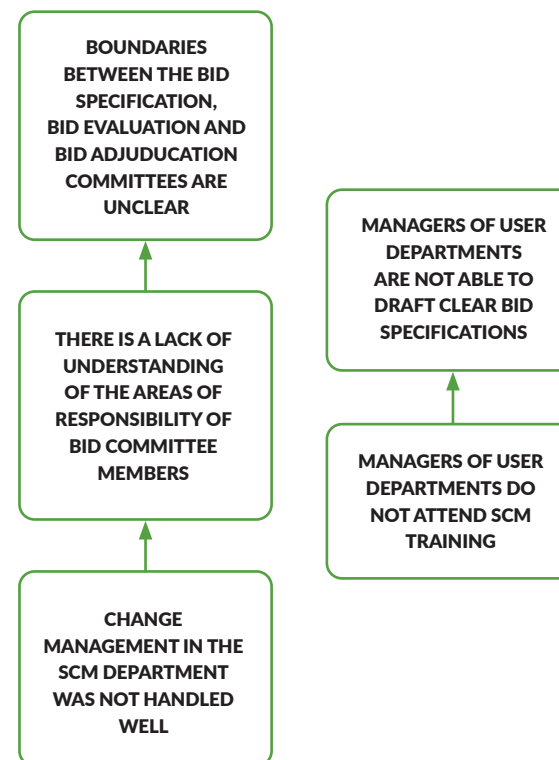 BOUNDARIES
BETWEEN THE BID
SPECIFICATION,
BID EVALUATION AND
BID ADJUDUCATION
COMMITTEES ARE
UNCLEAR
THERE IS A LACK OF
UNDERSTANDING
OF THE AREAS OF
RESPONSIBILITY OF
BID COMMITTEE
MEMBERS
CHANGE
MANAGEMENT IN THE
SCM DEPARTMENT
WAS NOT HANDLED
WELL
MANAGERS OF USER
DEPARTMENTS
ARE NOT ABLE TO
DRAFT CLEAR BID
SPECIFICATIONS
MANAGERS OF USER
DEPARTMENTS DO
NOT ATTEND SCM
TRAINING